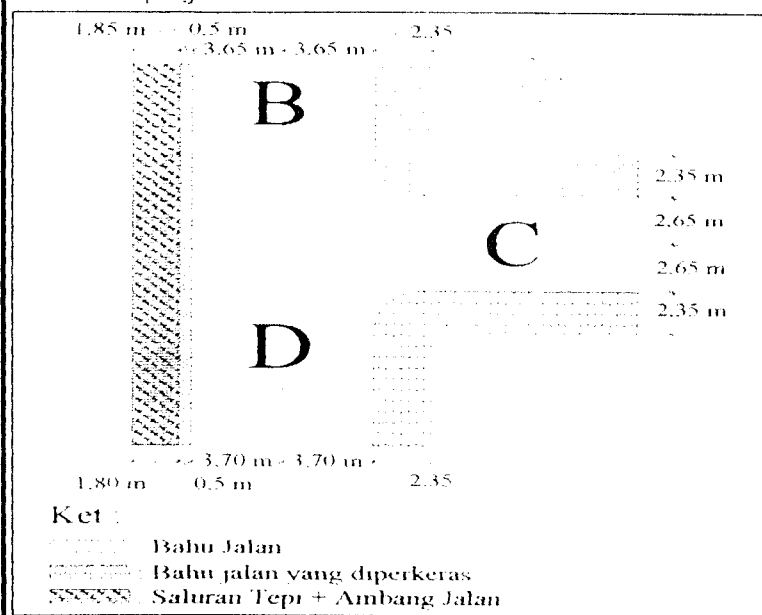 1.85 m 0.5 m 2.35
3.65 m 3.65 m
B
2.35 m
2.65 m
C
2.65 m
2.35 m
D
3.70 m 3.70 m
1.80 m 0.5 m 2.35
Ket :
Bahu Jalan
Bahu jalan yang diperkeras
Saluran Tepi + Ambang Jalan